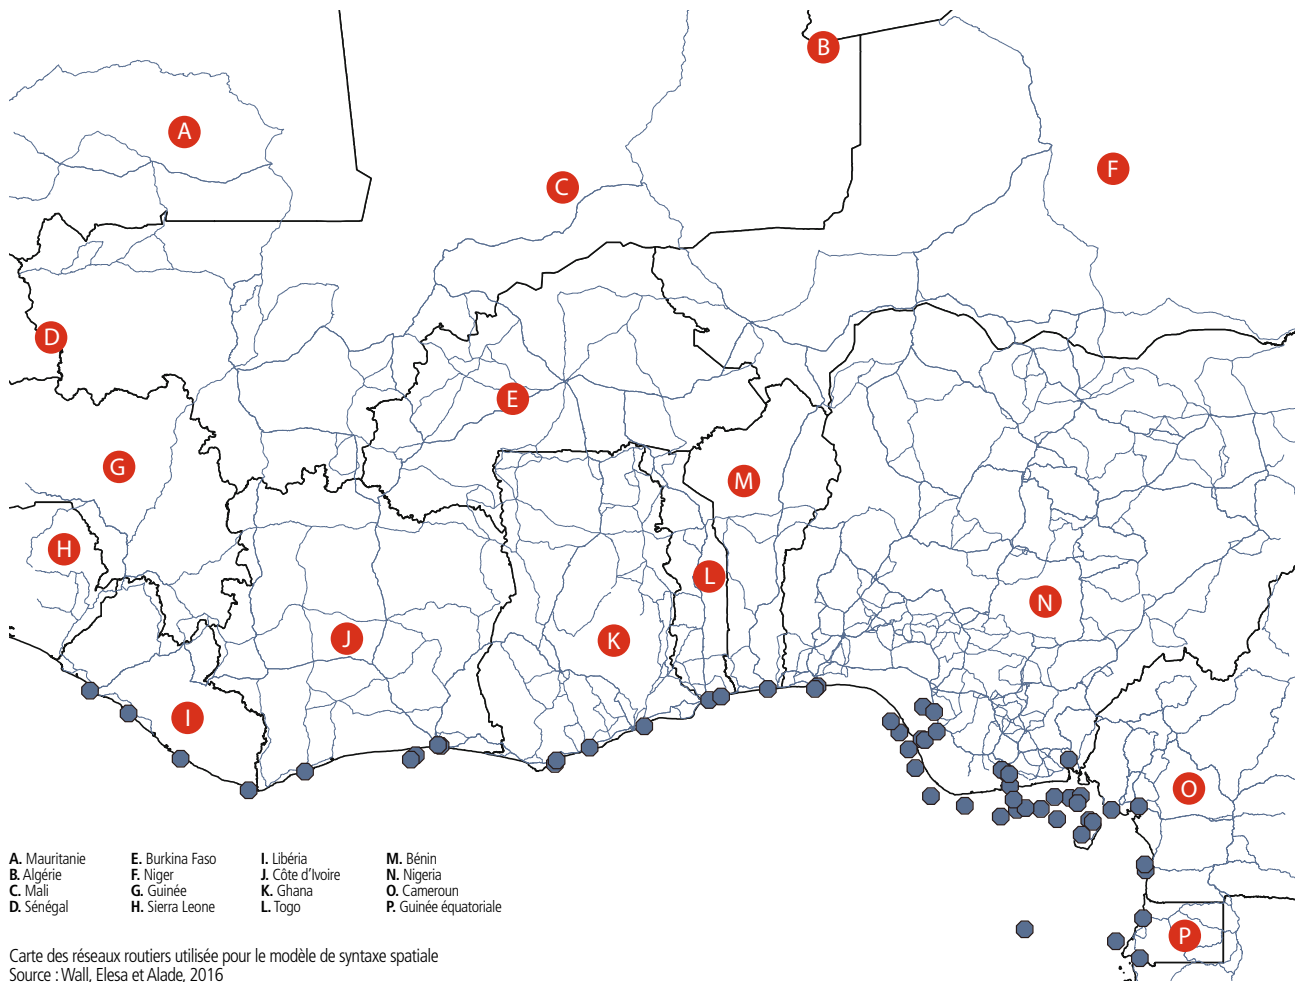 B
A
F
C
D
E
G
M
H
L
N
J
K
I
O
P
A. Mauritanie
B. Algérie
C. Mali
D. Sénégal
E. Burkina Faso
F. Niger
G. Guinée
H. Sierra Leone
I. Libéria
J. Côte d'Ivoire
K. Ghana
L. Togo
M. Bénin
N. Nigeria
O. Cameroun
P. Guinée équatoriale
Carte des réseaux routiers utilisée pour le modèle de syntaxe spatiale
Source : Wall, Elesa et Alade, 2016